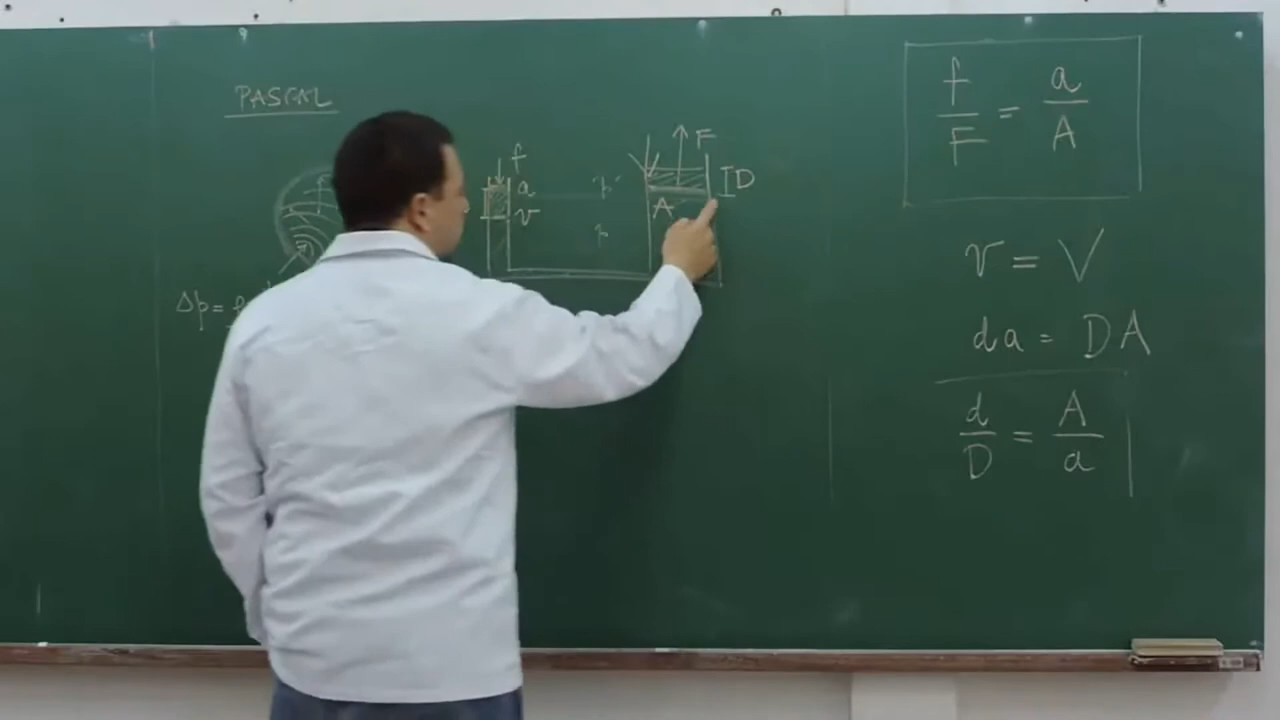 PASCAL
f
a
v
"p"
p
F
D
A
Δp=
f/F = a/A
v = V
da = DA
d/D = A/a